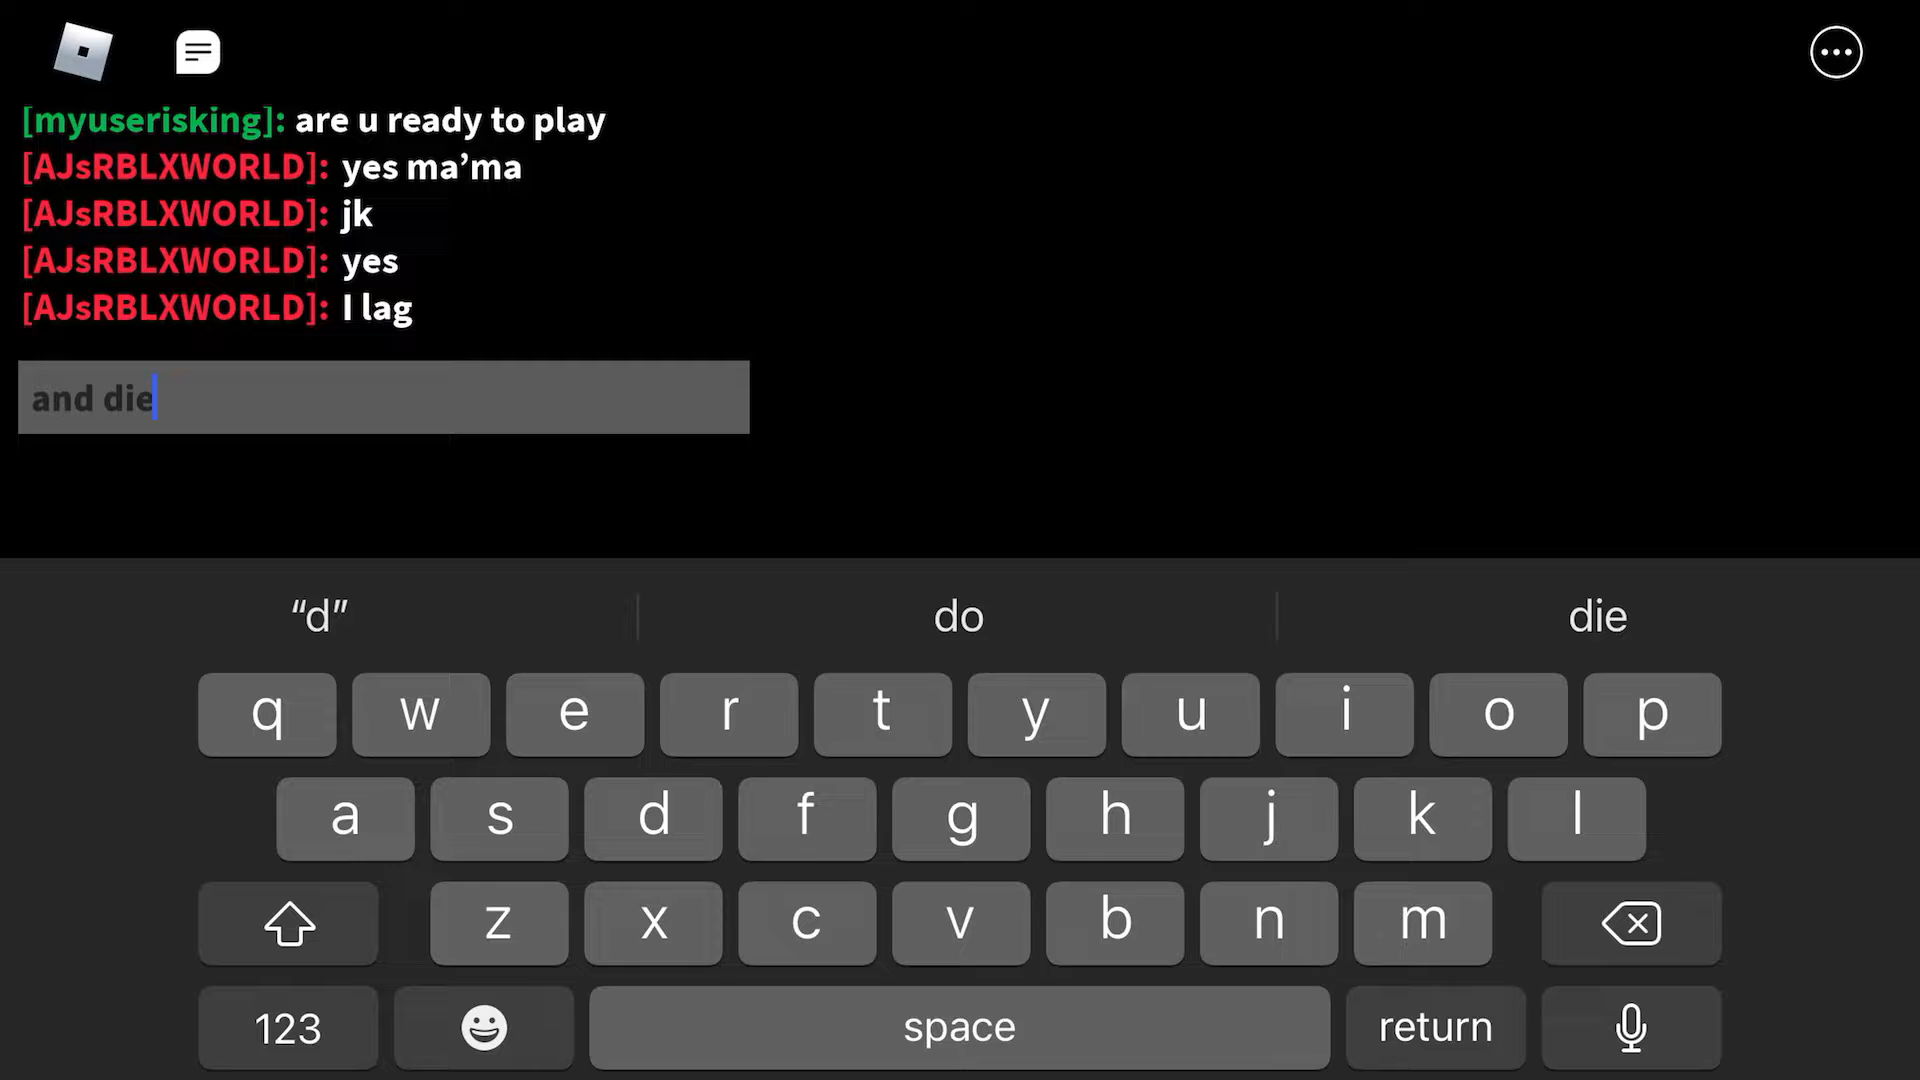 [myuserisking]: are u ready to play
[AJsRBLXWORLD]: yes ma’ma
[AJsRBLXWORLD]: jk
[AJsRBLXWORLD]: yes
[AJsRBLXWORLD]: I lag
and die
“d” do die
q w e r t y u i o p
a s d f g h j k l
z x c v b n m
123 space return